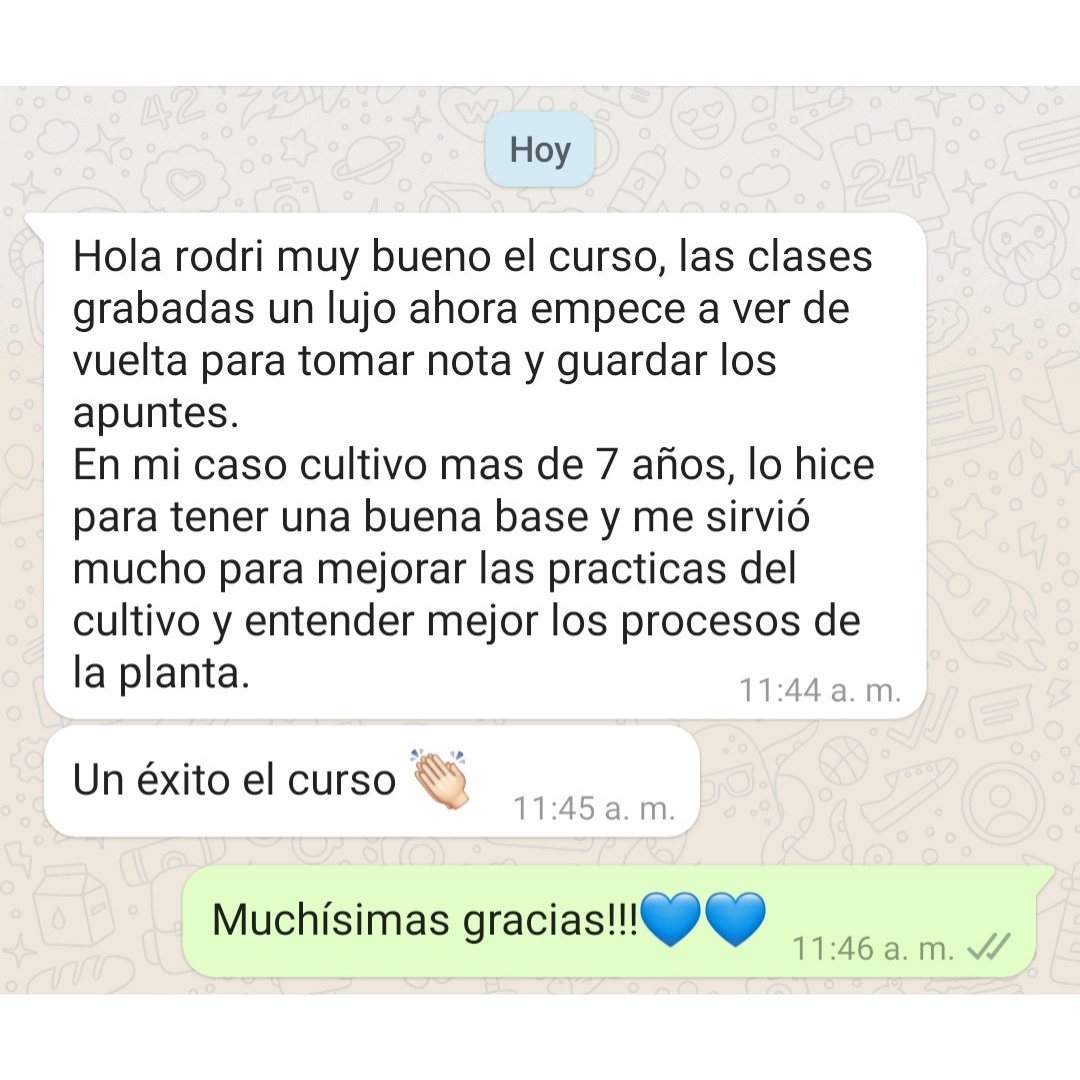 Hoy
Hola rodri muy bueno el curso, las clases
grabadas un lujo ahora empece a ver de
vuelta para tomar nota y guardar los
apuntes.
En mi caso cultivo mas de 7 años, lo hice
para tener una buena base y me sirvió
mucho para mejorar las practicas del
cultivo y entender mejor los procesos de
la planta.
11:44 a. m.
Un éxito el curso 👏🏻
11:45 a. m.
Muchísimas gracias!!!💙💙
11:46 a. m.